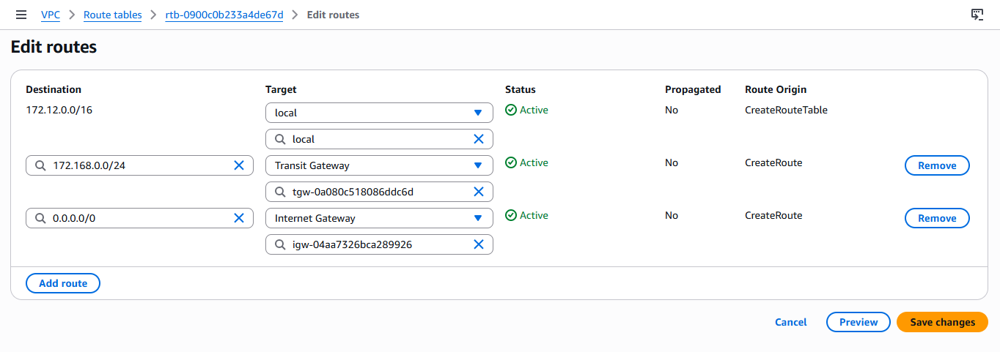 VPC > Route tables > rtb-0900c0b233a4de67d > Edit routes
Edit routes
Destination Target Status Propagated Route Origin
172.12.0.0/16 local Active No CreateRouteTable
local
172.168.0.0/24 Transit Gateway Active No CreateRoute Remove
tgw-0a080c518086ddc6d
0.0.0.0/0 Internet Gateway Active No CreateRoute Remove
igw-04aa7326bca289926
Add route
Cancel Preview Save changes